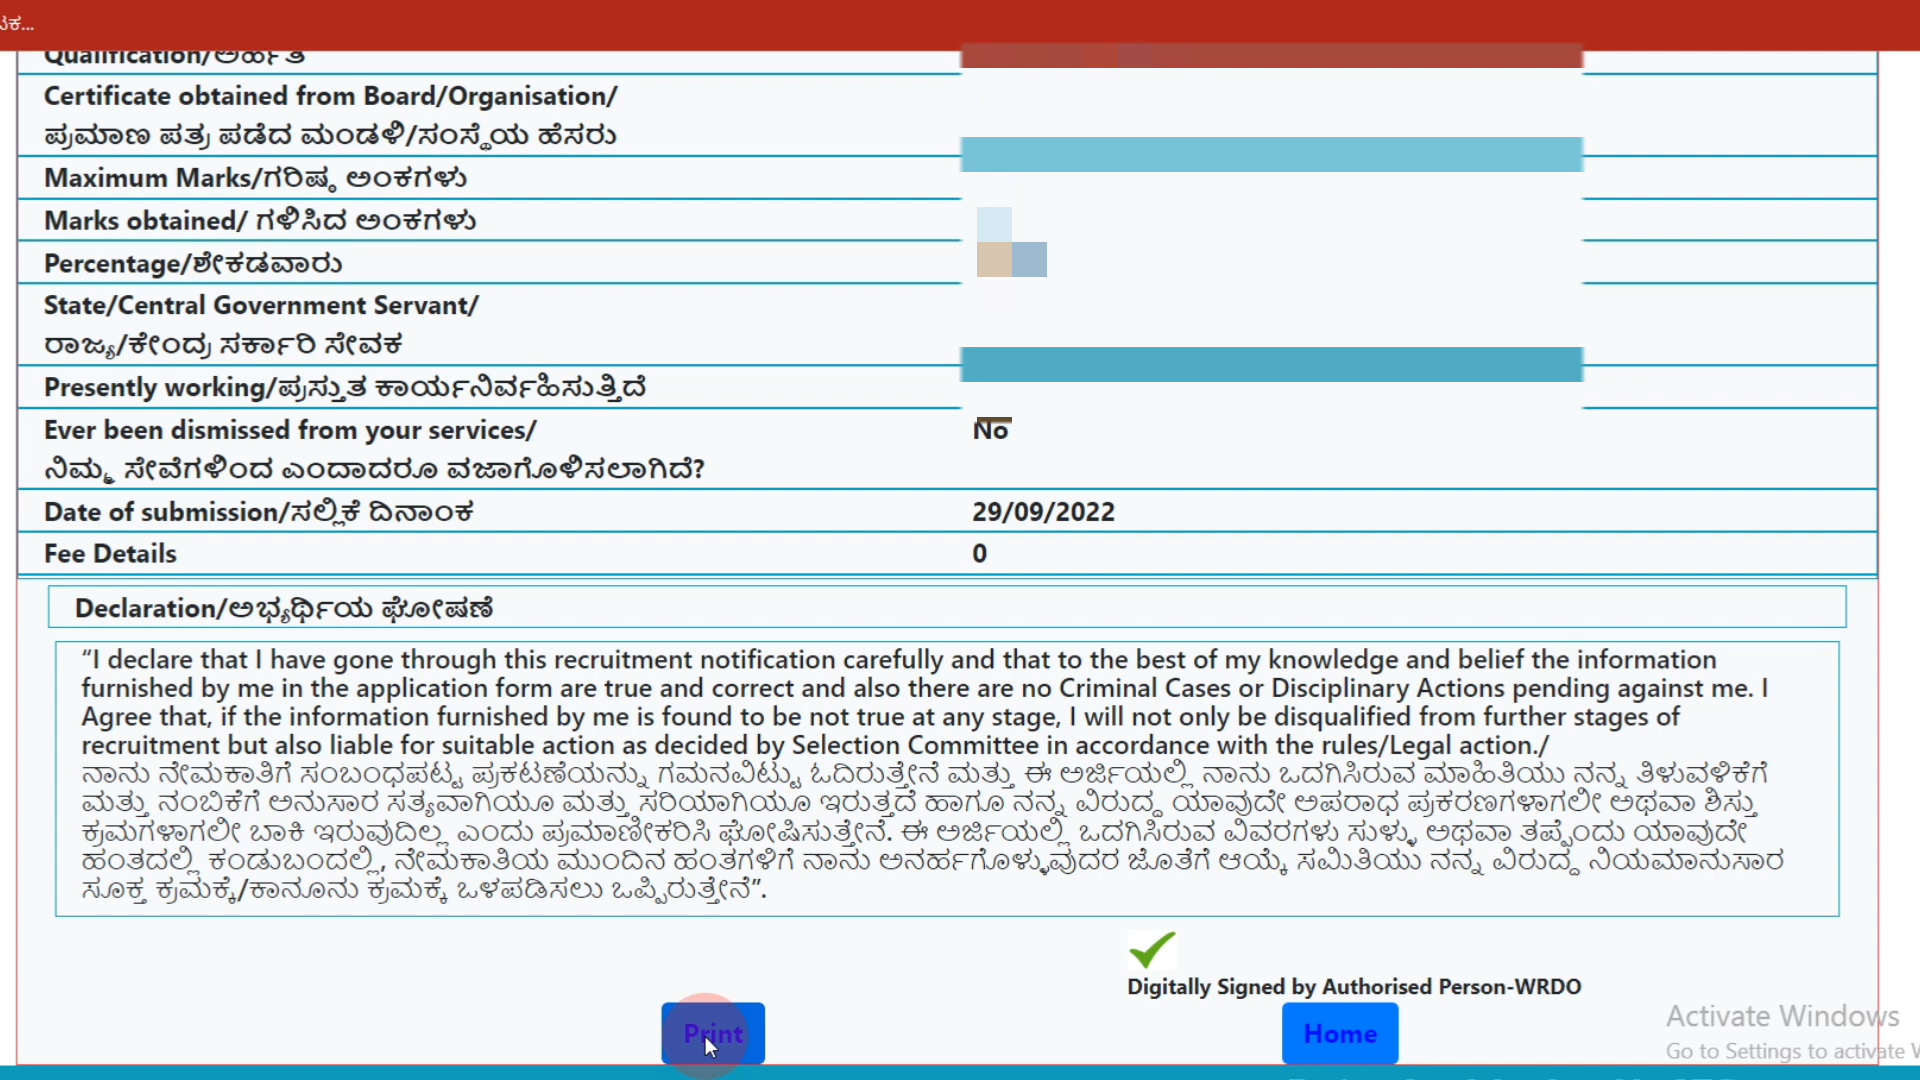 Qualification/ಅರ್ಹತೆ
Certificate obtained from Board/Organisation/
ಪ್ರಮಾಣ ಪತ್ರ ಪಡೆದ ಮಂಡಳಿ/ಸಂಸ್ಥೆಯ ಹೆಸರು
Maximum Marks/ಗರಿಷ್ಠ ಅಂಕಗಳು
Marks obtained/ ಗಳಿಸಿದ ಅಂಕಗಳು
Percentage/ಶೇಕಡವಾರು
State/Central Government Servant/
ರಾಜ್ಯ/ಕೇಂದ್ರ ಸರ್ಕಾರಿ ಸೇವಕ
Presently working/ಪ್ರಸ್ತುತ ಕಾರ್ಯನಿರ್ವಹಿಸುತ್ತಿದೆ
Ever been dismissed from your services/ No
ನಿಮ್ಮ ಸೇವೆಗಳಿಂದ ಎಂದಾದರೂ ವಜಾಗೊಳಿಸಲಾಗಿದೆ?
Date of submission/ಸಲ್ಲಿಕೆ ದಿನಾಂಕ 29/09/2022
Fee Details 0
Declaration/ಅಭ್ಯರ್ಥಿಯ ಘೋಷಣೆ
“I declare that I have gone through this recruitment notification carefully and that to the best of my knowledge and belief the information
furnished by me in the application form are true and correct and also there are no Criminal Cases or Disciplinary Actions pending against me. I
Agree that, if the information furnished by me is found to be not true at any stage, I will not only be disqualified from further stages of
recruitment but also liable for suitable action as decided by Selection Committee in accordance with the rules/Legal action./
ನಾನು ನೇಮಕಾತಿಗೆ ಸಂಬಂಧಪಟ್ಟ ಪ್ರಕಟಣೆಯನ್ನು ಗಮನವಿಟ್ಟು ಓದಿರುತ್ತೇನೆ ಮತ್ತು ಈ ಅರ್ಜಿಯಲ್ಲಿ ನಾನು ಒದಗಿಸಿರುವ ಮಾಹಿತಿಯು ನನ್ನ ತಿಳುವಳಿಕೆಗೆ
ಮತ್ತು ನಂಬಿಕೆಗೆ ಅನುಸಾರ ಸತ್ಯವಾಗಿಯೂ ಮತ್ತು ಸರಿಯಾಗಿಯೂ ಇರುತ್ತದೆ ಹಾಗೂ ನನ್ನ ವಿರುದ್ದ ಯಾವುದೇ ಅಪರಾಧ ಪ್ರಕರಣಗಳಾಗಲೀ ಅಥವಾ ಶಿಸ್ತು
ಕ್ರಮಗಳಾಗಲೀ ಬಾಕಿ ಇರುವುದಿಲ್ಲ ಎಂದು ಪ್ರಮಾಣೀಕರಿಸಿ ಘೋಷಿಸುತ್ತೇನೆ. ಈ ಅರ್ಜಿಯಲ್ಲಿ ಒದಗಿಸಿರುವ ವಿವರಗಳು ಸುಳ್ಳು ಅಥವಾ ತಪ್ಪೆಂದು ಯಾವುದೇ
ಹಂತದಲ್ಲಿ ಕಂಡುಬಂದಲ್ಲಿ, ನೇಮಕಾತಿಯ ಮುಂದಿನ ಹಂತಗಳಿಗೆ ನಾನು ಅನರ್ಹಗೊಳ್ಳುವುದರ ಜೊತೆಗೆ ಆಯ್ಕೆ ಸಮಿತಿಯು ನನ್ನ ವಿರುದ್ದ ನಿಯಮಾನುಸಾರ
ಸೂಕ್ತ ಕ್ರಮಕ್ಕೆ/ಕಾನೂನು ಕ್ರಮಕ್ಕೆ ಒಳಪಡಿಸಲು ಒಪ್ಪಿರುತ್ತೇನೆ”.
Digitally Signed by Authorised Person-WRDO
Print Home
Activate Windows
Go to Settings to activate